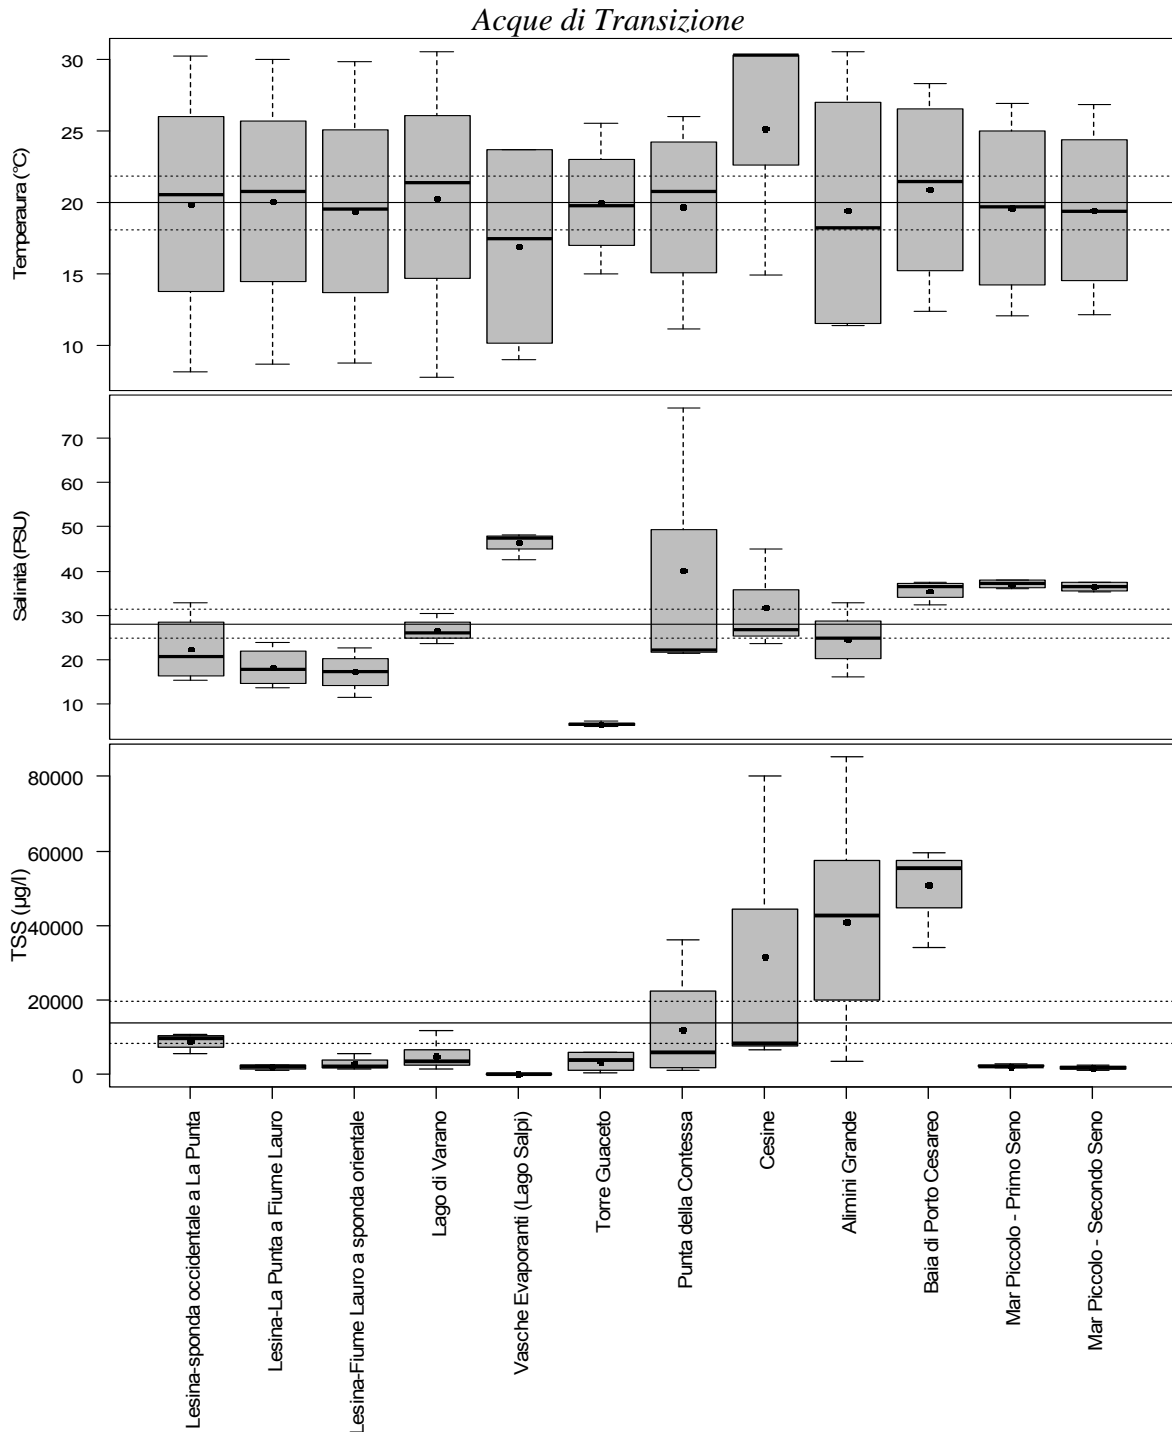 Acque di Transizione
Temperaura (°C)
30
25
20
15
10
Salinità (PSU)
70
60
50
40
30
20
10
TSS (µg/l)
80000
60000
40000
20000
0
Lesina-sponda occidentale a La Punta
Lesina-La Punta a Fiume Lauro
Lesina-Fiume Lauro a sponda orientale
Lago di Varano
Vasche Evaporanti (Lago Salpi)
Torre Guaceto
Punta della Contessa
Cesine
Alimini Grande
Baia di Porto Cesareo
Mar Piccolo - Primo Seno
Mar Piccolo - Secondo Seno